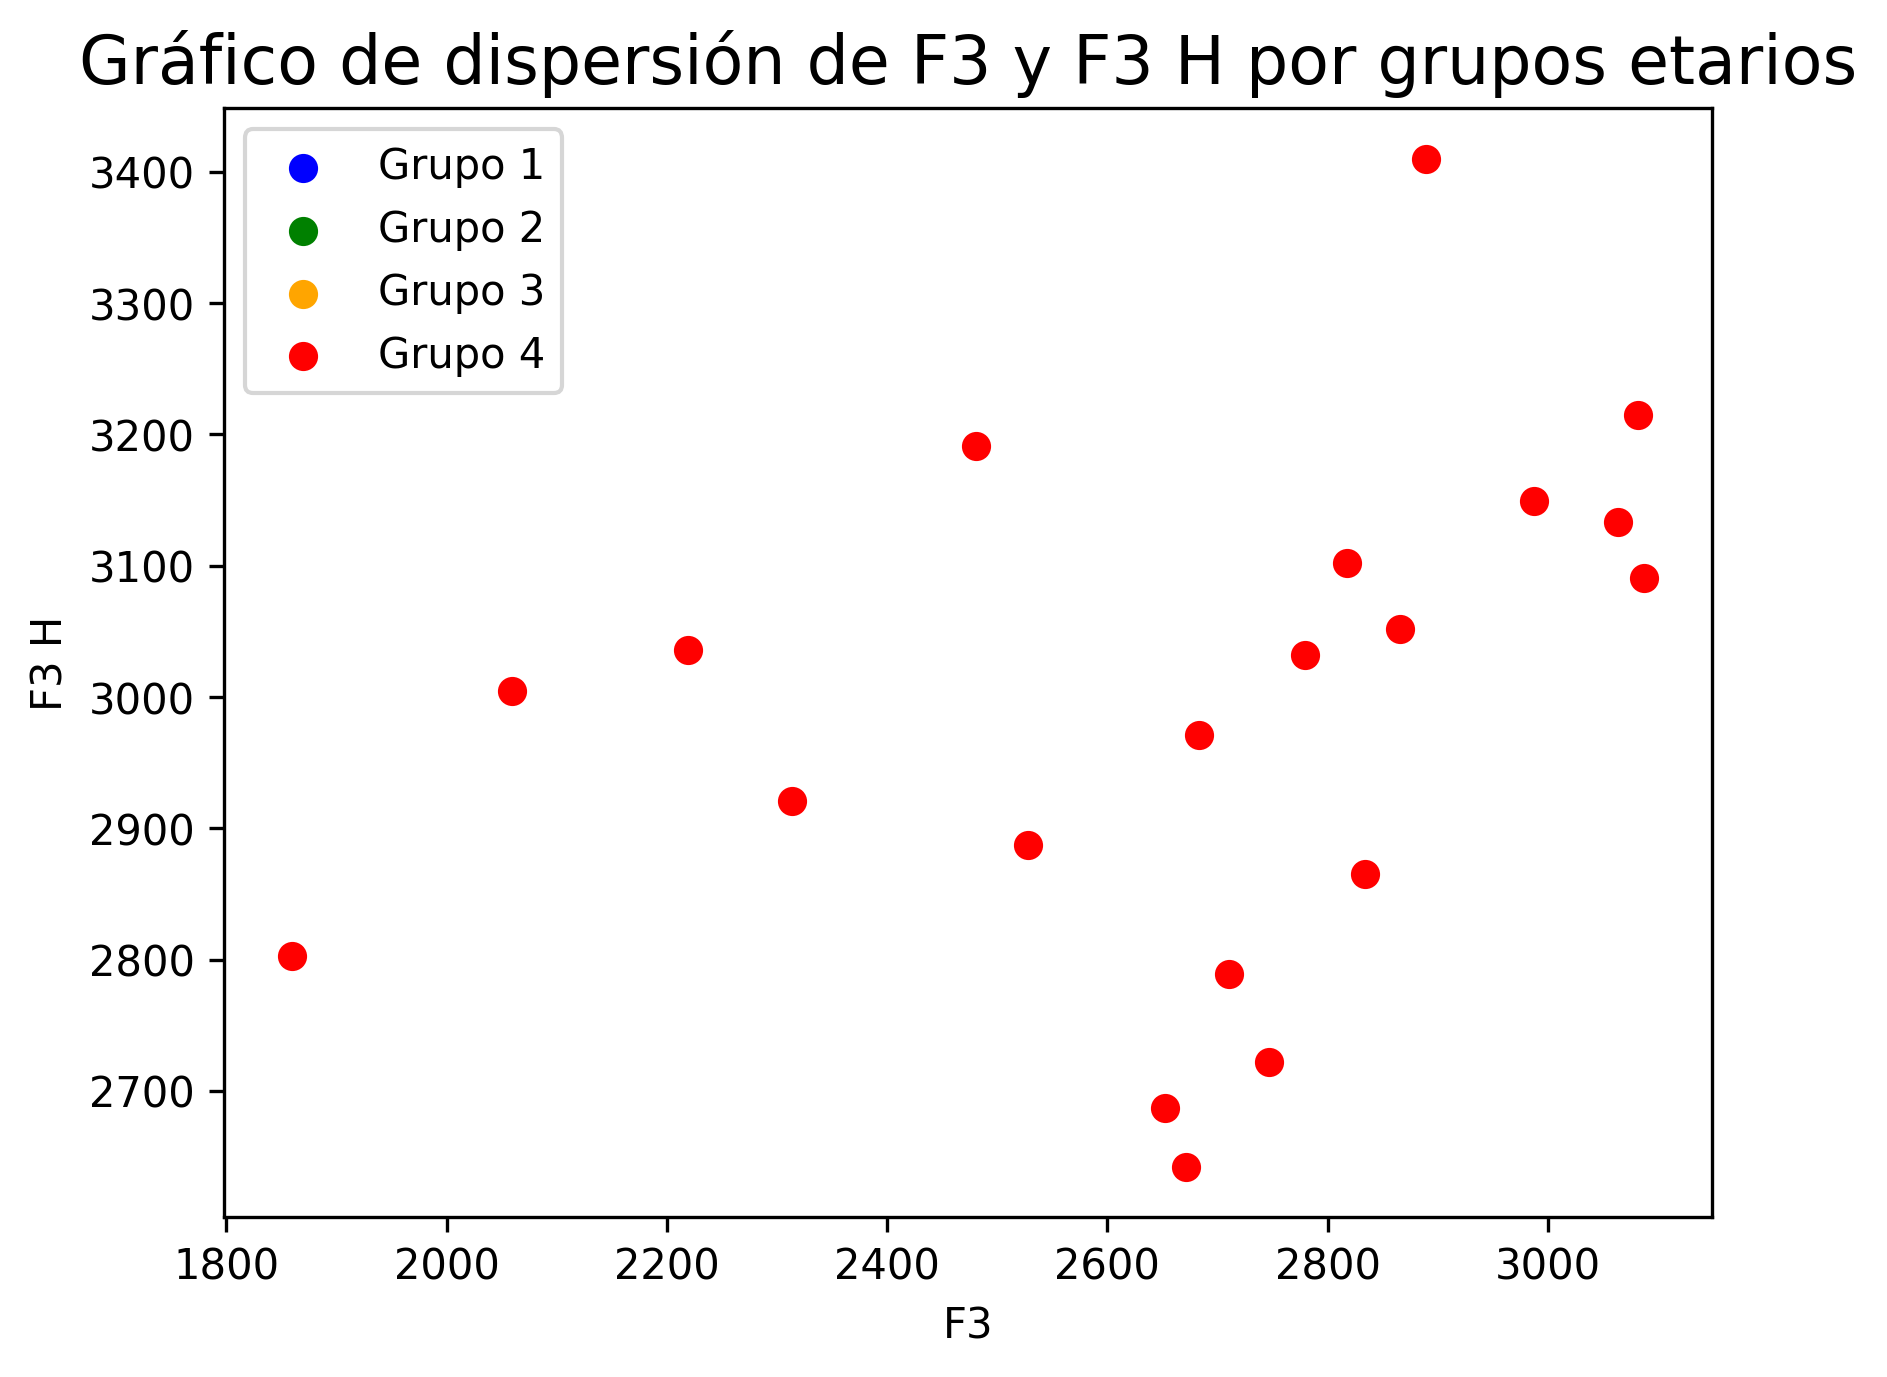 Gráfico de dispersión de F3 y F3 H por grupos etarios
Grupo 1
Grupo 2
Grupo 3
Grupo 4
3400
3300
3200
3100
3000
2900
2800
2700
F3 H
1800 2000 2200 2400 2600 2800 3000
F3